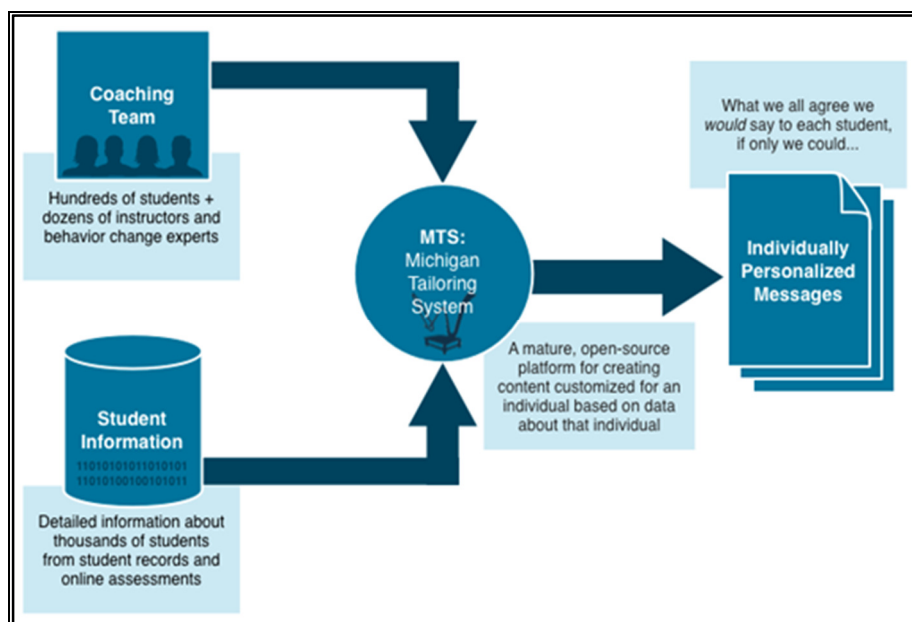 Coaching
Team
Hundreds of students +
dozens of instructors and
behavior change experts
MTS:
Michigan
Tailoring
System
A mature, open-source
platform for creating
content customized for an
individual based on data
about that individual
What we all agree we
would say to each student,
if only we could...
Individually
Personalized
Messages
Student
Information
11010101011010101
11010100100101011
Detailed information about
thousands of students
from student records and
online assessments